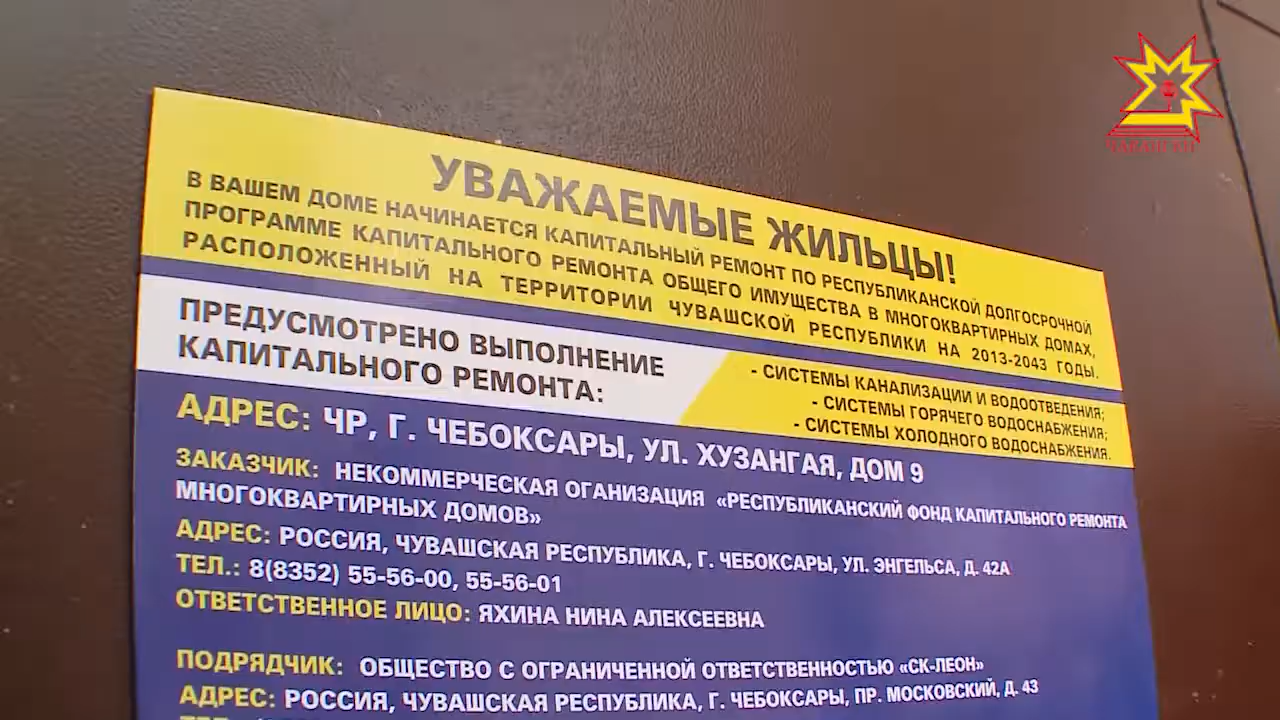 УВАЖАЕМЫЕ ЖИЛЬЦЫ!
В ВАШЕМ ДОМЕ НАЧИНАЕТСЯ КАПИТАЛЬНЫЙ РЕМОНТ ПО РЕСПУБЛИКАНСКОЙ ДОЛГОСРОЧНОЙ
ПРОГРАММЕ КАПИТАЛЬНОГО РЕМОНТА ОБЩЕГО ИМУЩЕСТВА В МНОГОКВАРТИРНЫХ ДОМАХ,
РАСПОЛОЖЕННЫЙ НА ТЕРРИТОРИИ ЧУВАШСКОЙ РЕСПУБЛИКИ НА 2013-2043 ГОДЫ.
ПРЕДУСМОТРЕНО ВЫПОЛНЕНИЕ
КАПИТАЛЬНОГО РЕМОНТА:
- СИСТЕМЫ КАНАЛИЗАЦИИ И ВОДООТВЕДЕНИЯ;
- СИСТЕМЫ ГОРЯЧЕГО ВОДОСНАБЖЕНИЯ;
- СИСТЕМЫ ХОЛОДНОГО ВОДОСНАБЖЕНИЯ.
АДРЕС: ЧР, Г. ЧЕБОКСАРЫ, УЛ. ХУЗАНГАЯ, ДОМ 9
ЗАКАЗЧИК: НЕКОММЕРЧЕСКАЯ ОГАНИЗАЦИЯ «РЕСПУБЛИКАНСКИЙ ФОНД КАПИТАЛЬНОГО РЕМОНТА
МНОГОКВАРТИРНЫХ ДОМОВ»
АДРЕС: РОССИЯ, ЧУВАШСКАЯ РЕСПУБЛИКА, Г. ЧЕБОКСАРЫ, УЛ. ЭНГЕЛЬСА, Д. 42А
ТЕЛ.: 8(8352) 55-56-00, 55-56-01
ОТВЕТСТВЕННОЕ ЛИЦО: ЯХИНА НИНА АЛЕКСЕЕВНА
ПОДРЯДЧИК: ОБЩЕСТВО С ОГРАНИЧЕННОЙ ОТВЕТСТВЕННОСТЬЮ «СК-ЛЕОН»
АДРЕС: РОССИЯ, ЧУВАШСКАЯ РЕСПУБЛИКА, Г. ЧЕБОКСАРЫ, ПР. МОСКОВСКИЙ, Д. 43